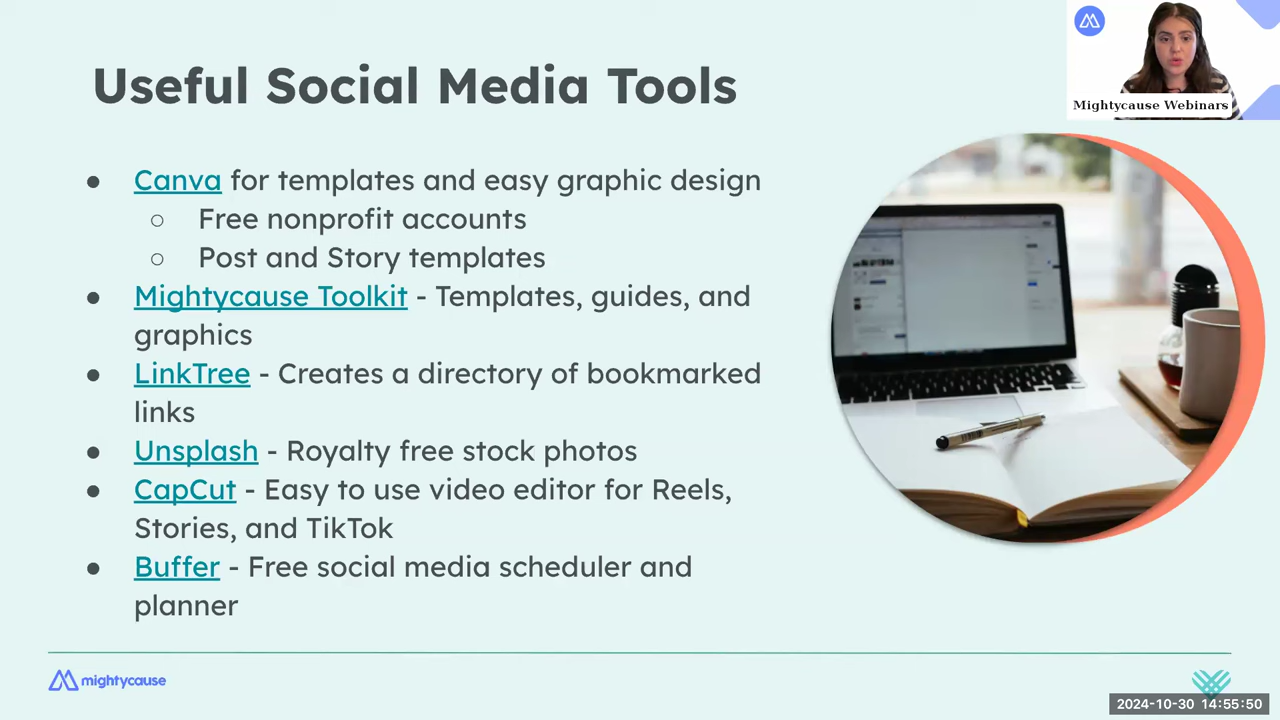 Useful Social Media Tools
Mightycause Webinars
● Canva for templates and easy graphic design
○ Free nonprofit accounts
○ Post and Story templates
● Mightycause Toolkit - Templates, guides, and
graphics
● LinkTree - Creates a directory of bookmarked
links
● Unsplash - Royalty free stock photos
● CapCut - Easy to use video editor for Reels,
Stories, and TikTok
● Buffer - Free social media scheduler and
planner
mightycause
2024-10-30 14:55:50